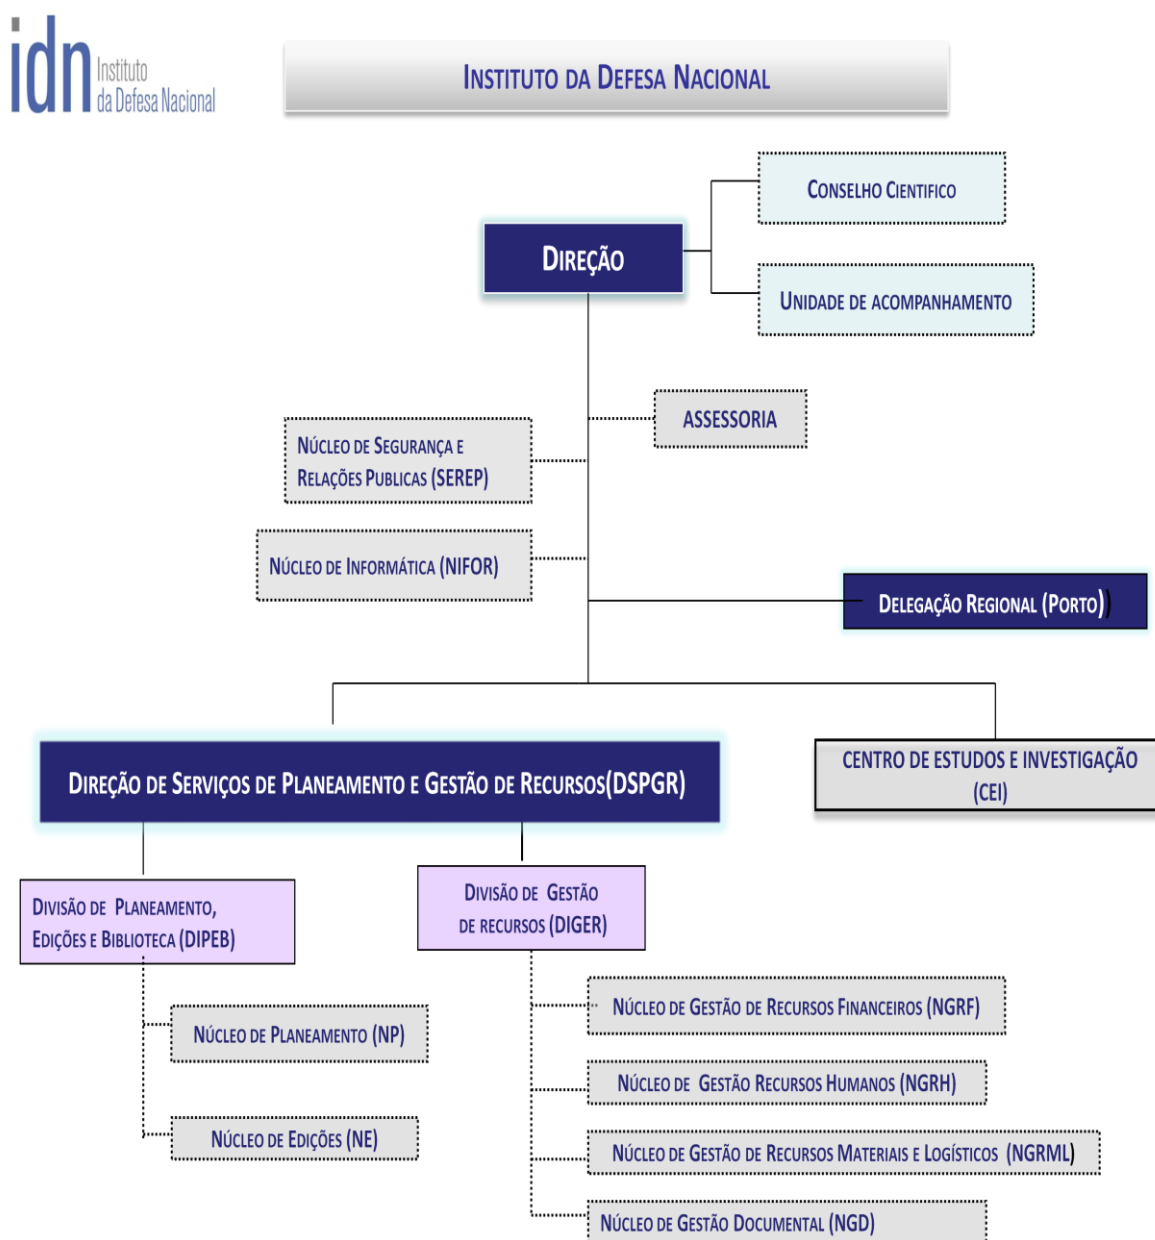 idn
Instituto
da Defesa Nacional
INSTITUTO DA DEFESA NACIONAL
CONSELHO CIENTIFICO
DIREÇÃO
UNIDADE DE ACOMPANHAMENTO
ASSESSORIA
NÚCLEO DE SEGURANÇA E
RELAÇÕES PUBLICAS (SEREP)
NÚCLEO DE INFORMÁTICA (NIFOR)
DELEGAÇÃO REGIONAL (PORTO))
DIREÇÃO DE SERVIÇOS DE PLANEAMENTO E GESTÃO DE RECURSOS(DSPGR)
CENTRO DE ESTUDOS E INVESTIGAÇÃO
(CEI)
DIVISÃO DE PLANEAMENTO,
EDIÇÕES E BIBLIOTECA (DIPEB)
DIVISÃO DE GESTÃO
DE RECURSOS (DIGER)
NÚCLEO DE PLANEAMENTO (NP)
NÚCLEO DE EDIÇÕES (NE)
NÚCLEO DE GESTÃO DE RECURSOS FINANCEIROS (NGRF)
NÚCLEO DE GESTÃO RECURSOS HUMANOS (NGRH)
NÚCLEO DE GESTÃO DE RECURSOS MATERIAIS E LOGÍSTICOS (NGRML)
NÚCLEO DE GESTÃO DOCUMENTAL (NGD)